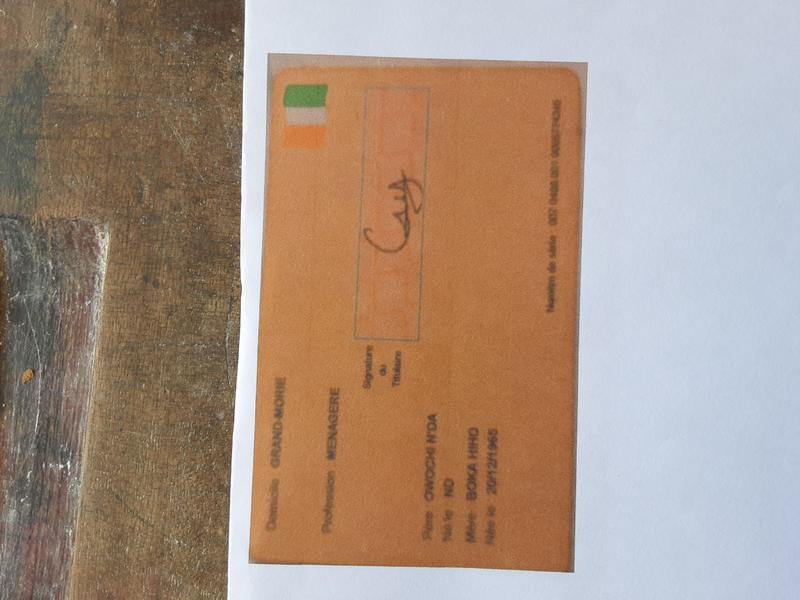 Domicile GRAND-MORIE
Profession MENAGERE
Signature
du
Titulaire
Père OWOCHI N'DA
Né le ND
Mère BOKA HIHO
Née le 20/12/1965
Numéro de série